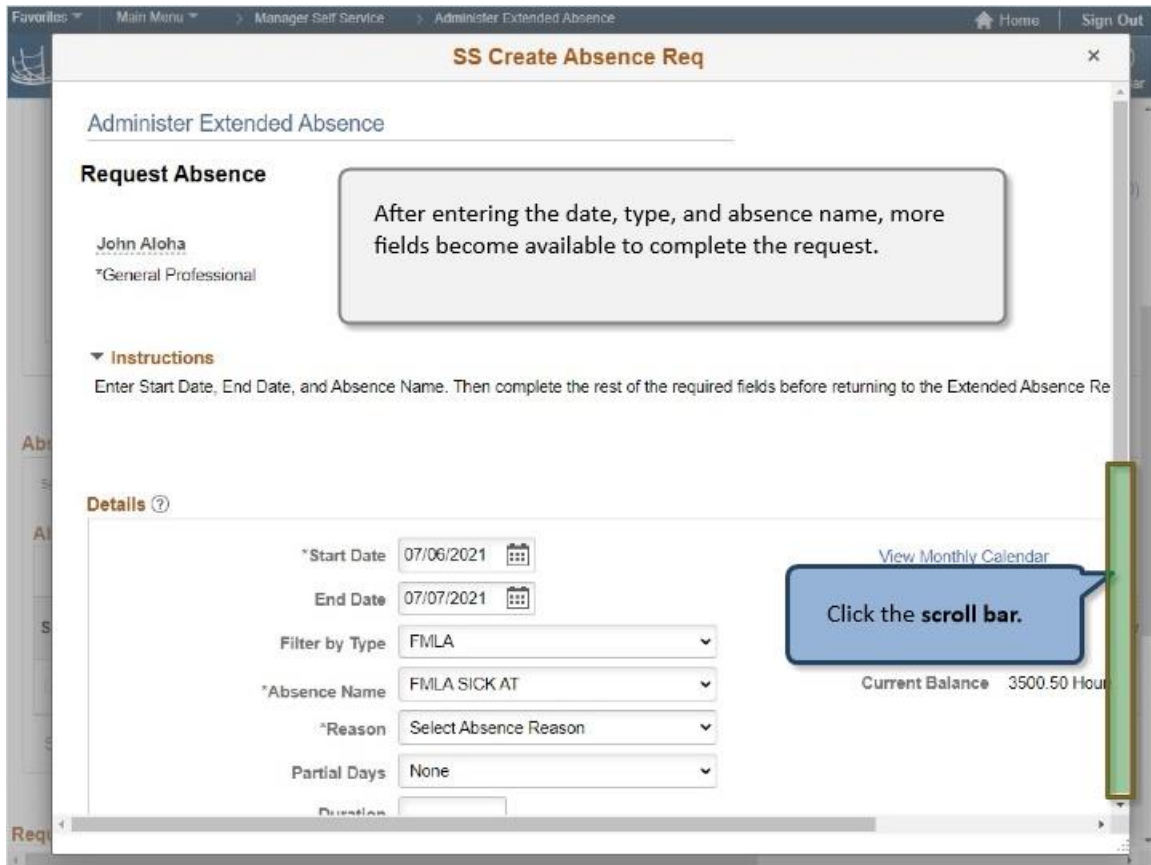 Favorites Main Menu > Manager Self Service > Administer Extended Absence Home Sign Out
SS Create Absence Req ×
Administer Extended Absence
Request Absence
After entering the date, type, and absence name, more
fields become available to complete the request.
John Aloha
*General Professional
Instructions
Enter Start Date, End Date, and Absence Name. Then complete the rest of the required fields before returning to the Extended Absence Re
Abs
Details ?
*Start Date 07/06/2021 View Monthly Calendar
End Date 07/07/2021
Click the scroll bar.
Filter by Type FMLA
*Absence Name FMLA SICK AT Current Balance 3500.50 Hour
*Reason Select Absence Reason
Partial Days None
Duration
Requ